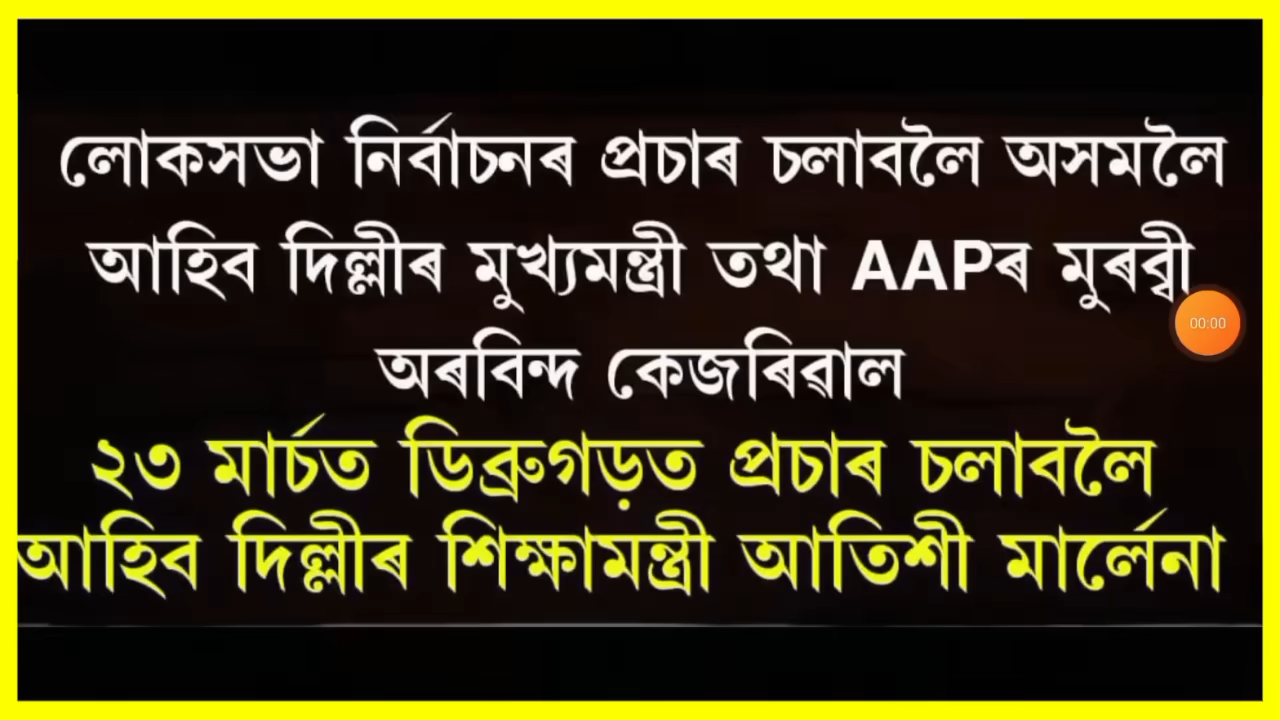 লোকসভা নিৰ্বাচনৰ প্ৰচাৰ চলাবলৈ অসমলৈ
আহিব দিল্লীৰ মুখ্যমন্ত্ৰী তথা AAPৰ মুৰব্বী
00:00
অৰবিন্দ কেজৰিৱাল
২৩ মাৰ্চত ডিব্ৰুগড়ত প্ৰচাৰ চলাবলৈ
আহিব দিল্লীৰ শিক্ষামন্ত্ৰী আতিশী মাৰ্লেনা